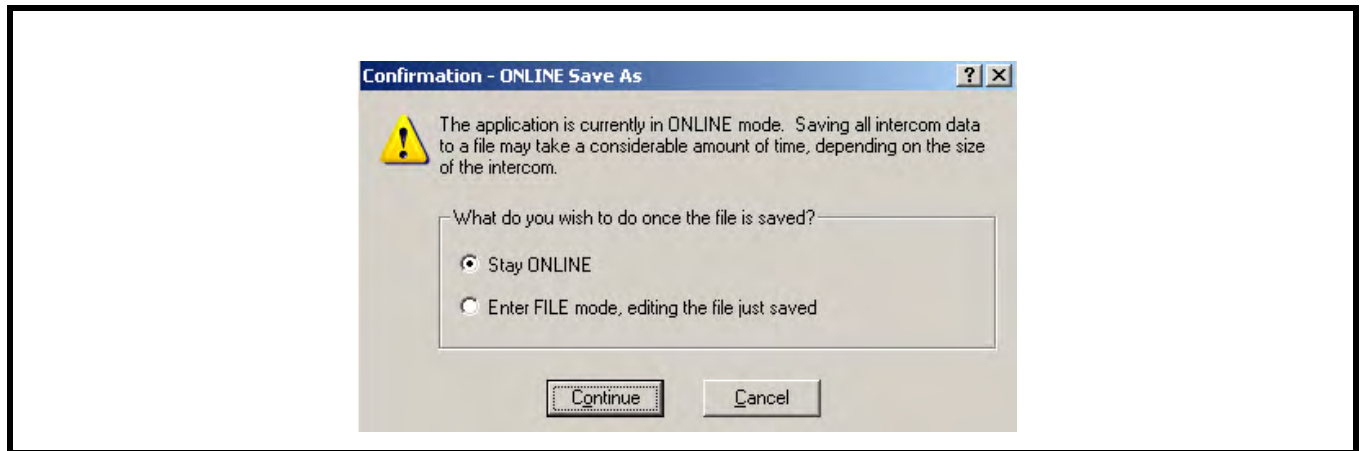 Confirmation - ONLINE Save As
The application is currently in ONLINE mode. Saving all intercom data
to a file may take a considerable amount of time, depending on the size
of the intercom.
What do you wish to do once the file is saved?
Stay ONLINE
Enter FILE mode, editing the file just saved
Continue Cancel